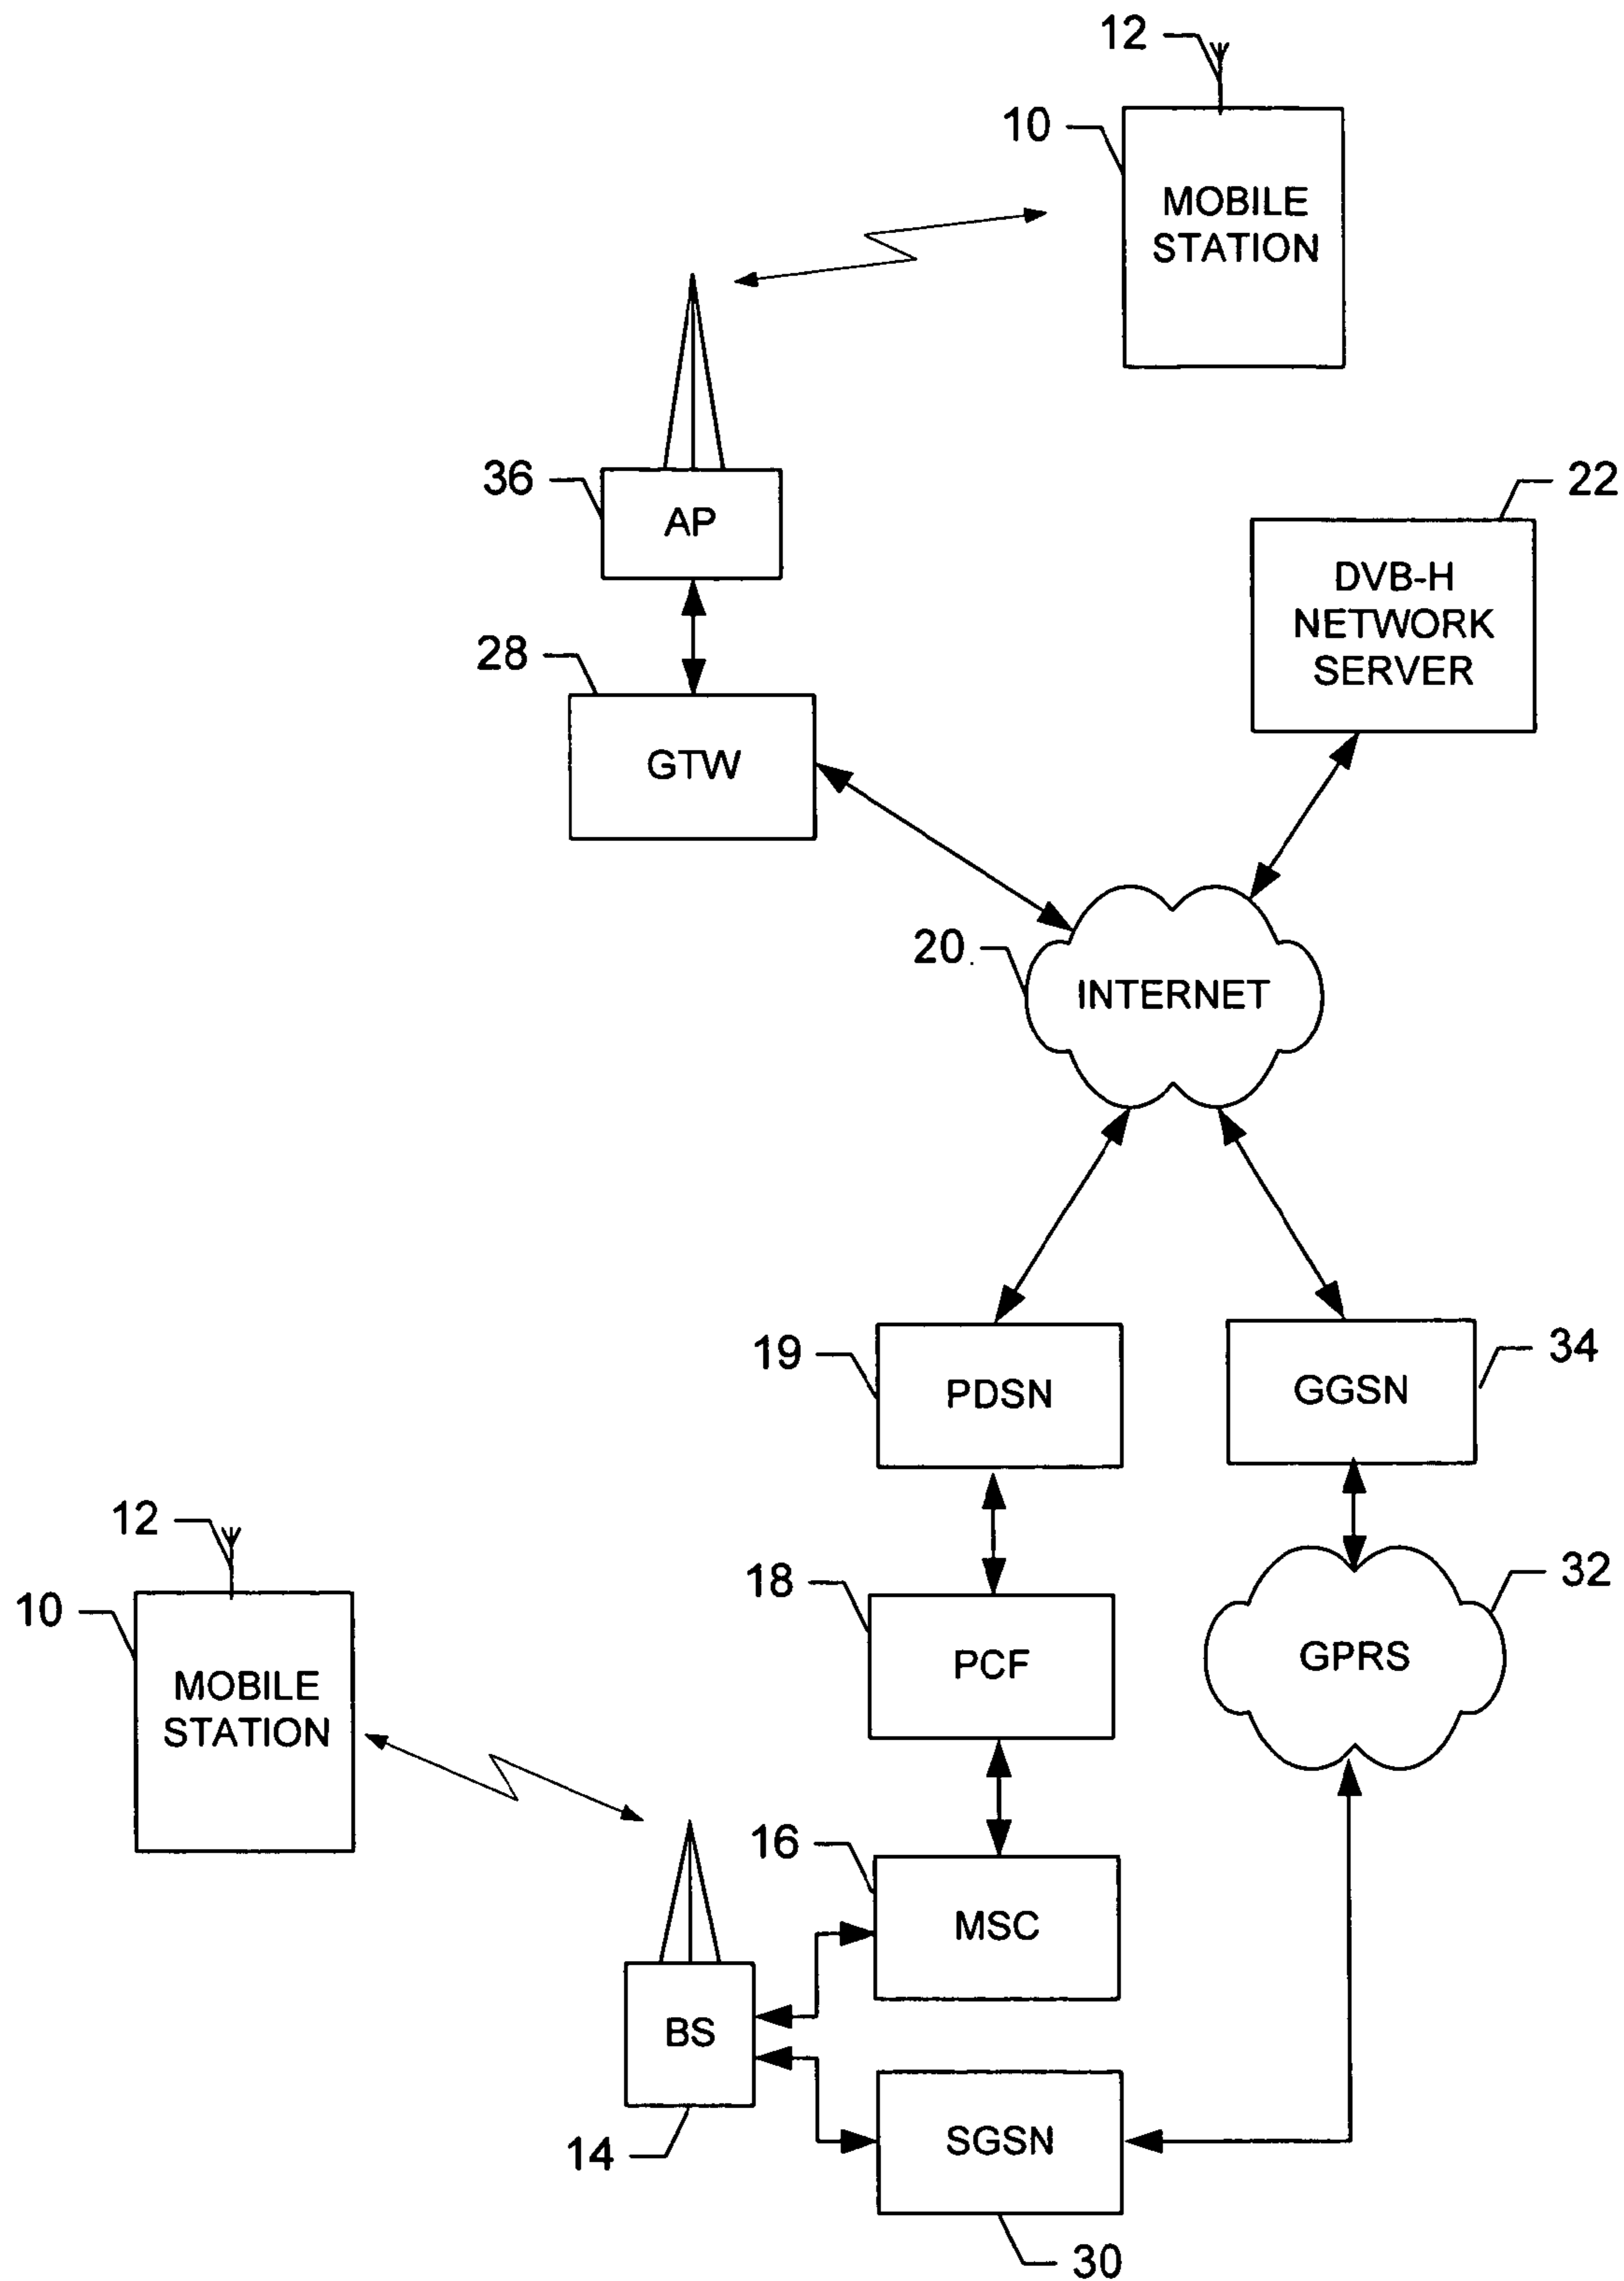 12
10
MOBILE
STATION
36
AP
22
DVB-H
NETWORK
SERVER
28
GTW
20
INTERNET
19
PDSN
34
GGSN
12
10
MOBILE
STATION
18
PCF
32
GPRS
16
MSC
BS
14
SGSN
30